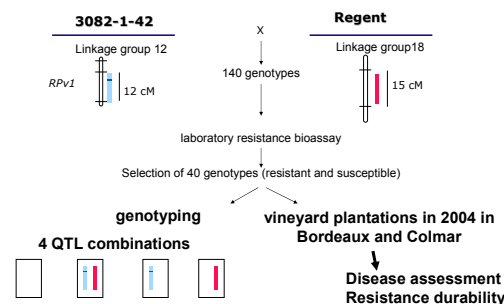 3082-1-42
X
Regent
Linkage group 12
Linkage group18
RPv1
12 cM
140 genotypes
15 cM
laboratory resistance bioassay
Selection of 40 genotypes (resistant and susceptible)
genotyping
vineyard plantations in 2004 in
Bordeaux and Colmar
4 QTL combinations
Disease assessment
Resistance durability